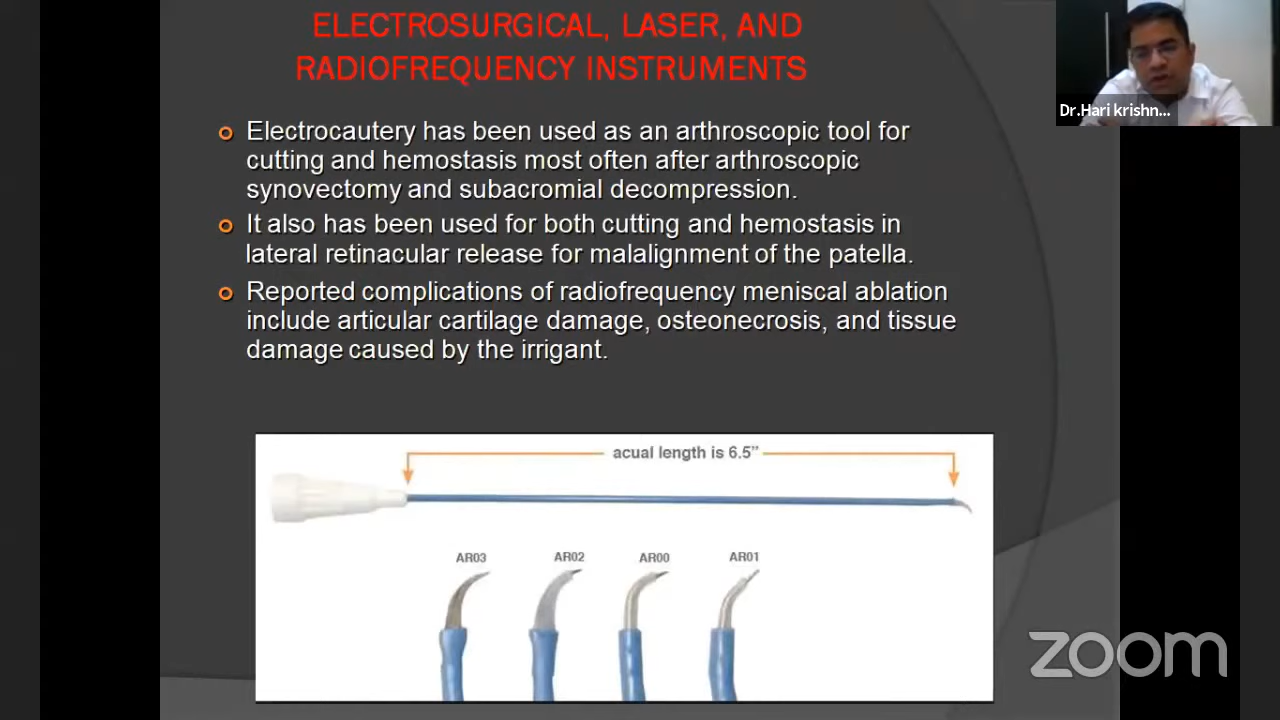 ELECTROSURGICAL, LASER, AND
RADIOFREQUENCY INSTRUMENTS
Dr.Hari krishn...
Electrocautery has been used as an arthroscopic tool for
cutting and hemostasis most often after arthroscopic
synovectomy and subacromial decompression.
It also has been used for both cutting and hemostasis in
lateral retinacular release for malalignment of the patella.
Reported complications of radiofrequency meniscal ablation
include articular cartilage damage, osteonecrosis, and tissue
damage caused by the irrigant.
acual length is 6.5”
AR03 AR02 AR00 AR01
zoom